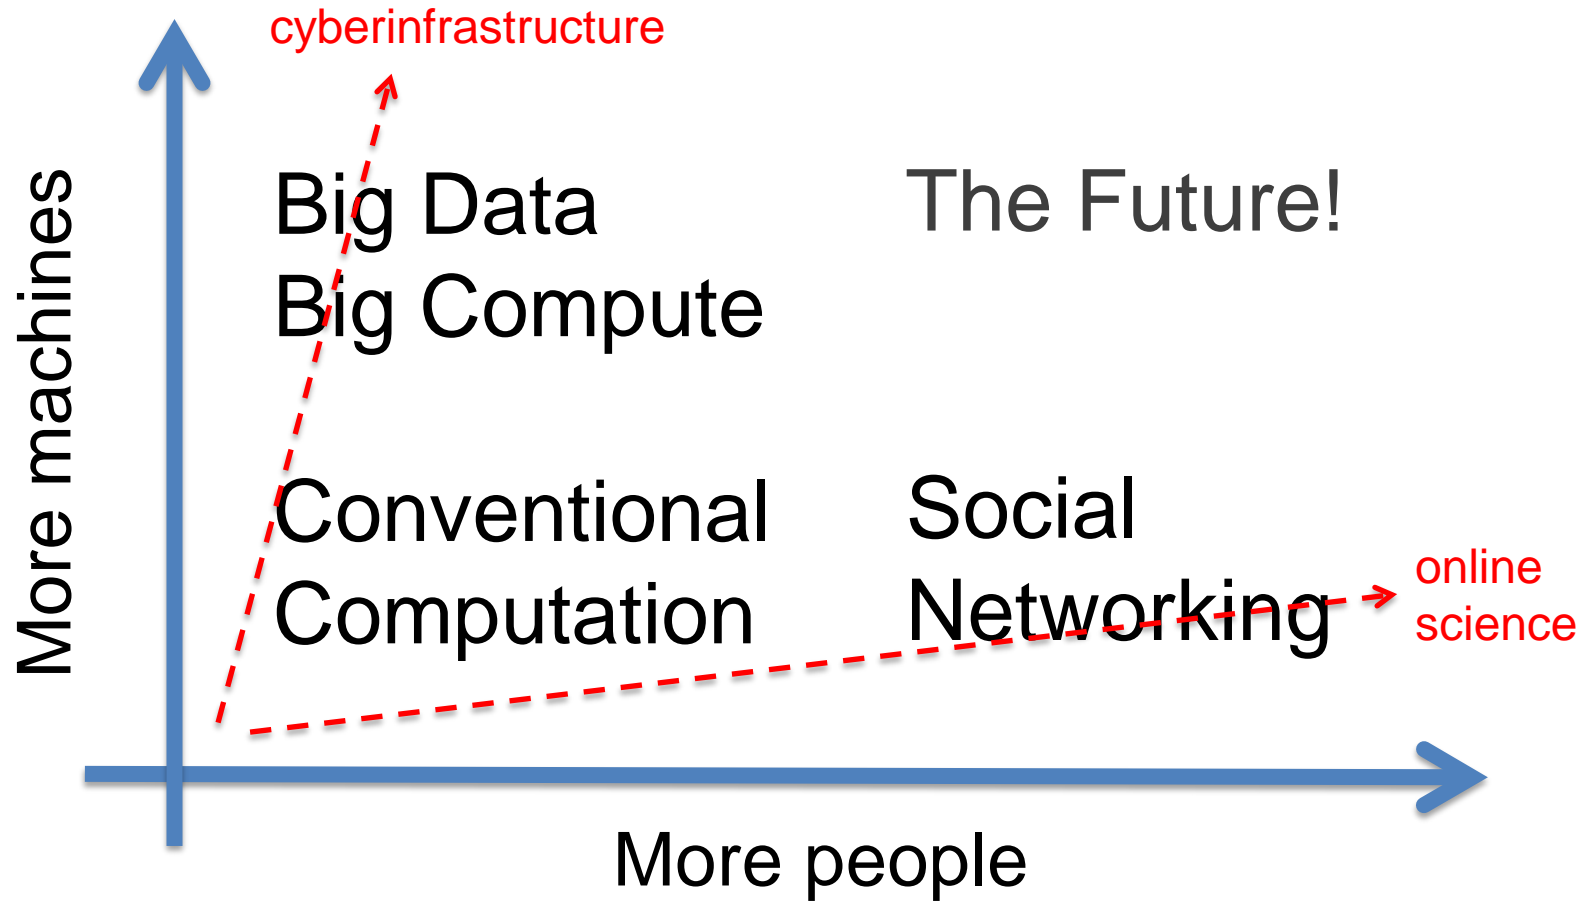 cyberinfrastructure
More machines
Big Data
Big Compute
The Future!
Conventional
Computation
Social
Networking
online
science
More people